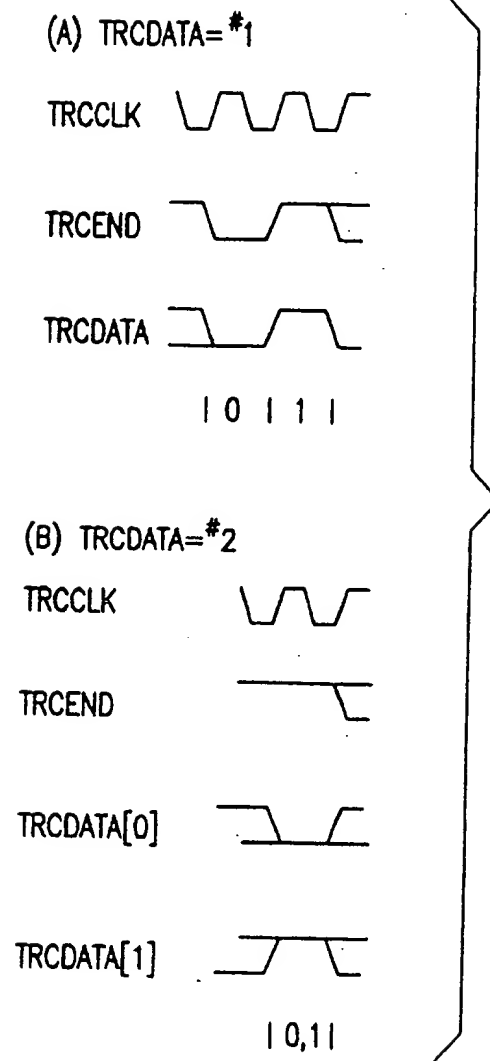 (A) TRCDATA=#1
TRCCLK
TRCEND
TRCDATA
| 0 | 1 |
(B) TRCDATA=#2
TRCCLK
TRCEND
TRCDATA[0]
TRCDATA[1]
| 0,1 |